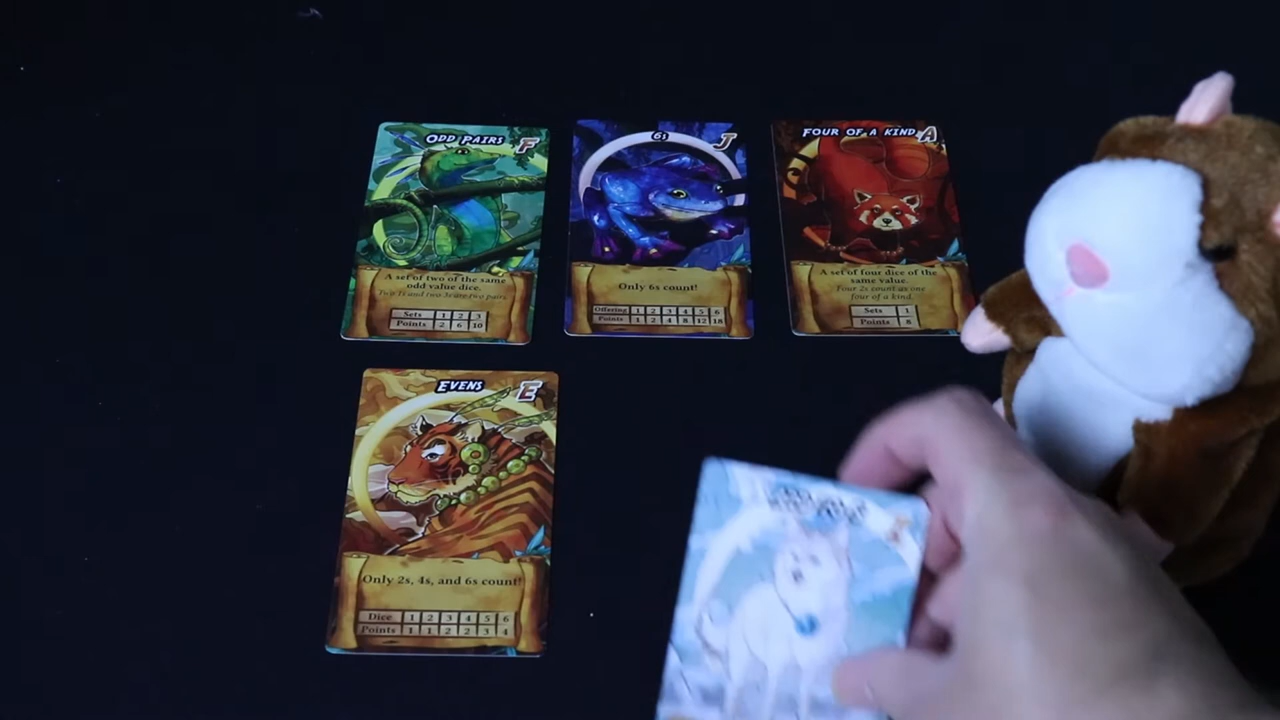 ODD PAIRS F
A set of two of the same
odd value dice.
Two 1s and two 3s are two pairs.
Sets 1 2 3
Points 2 6 10
6s J
Only 6s count!
Offering 1 2 3 4 5 6
Points 1 2 4 8 12 18
FOUR OF A KIND A
A set of four dice of the
same value.
Four 2s count as one
four of a kind.
Sets 1
Points 8
EVENS E
Only 2s, 4s, and 6s count!
Dice 1 2 3 4 5 6
Points 1 1 2 2 3 4